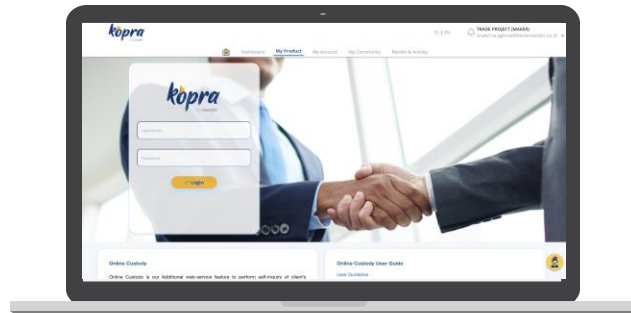 kopra
TRADE PROJECT (MAKER)
Dashboard My Product My Account My Community Market & Activity
kopra
by mandiri
Username
Password
Login
Online Custody
Online Custody is our Additional web-service feature to perform self-inquiry of client's
Online Custody User Guide
User Guideline